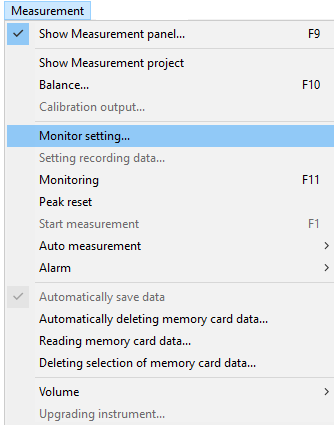 Measurement
Show Measurement panel... F9
Show Measurement project
Balance... F10
Calibration output...
Monitor setting...
Setting recording data...
Monitoring F11
Peak reset
Start measurement F1
Auto measurement
Alarm
Automatically save data
Automatically deleting memory card data...
Reading memory card data...
Deleting selection of memory card data...
Volume
Upgrading instrument...